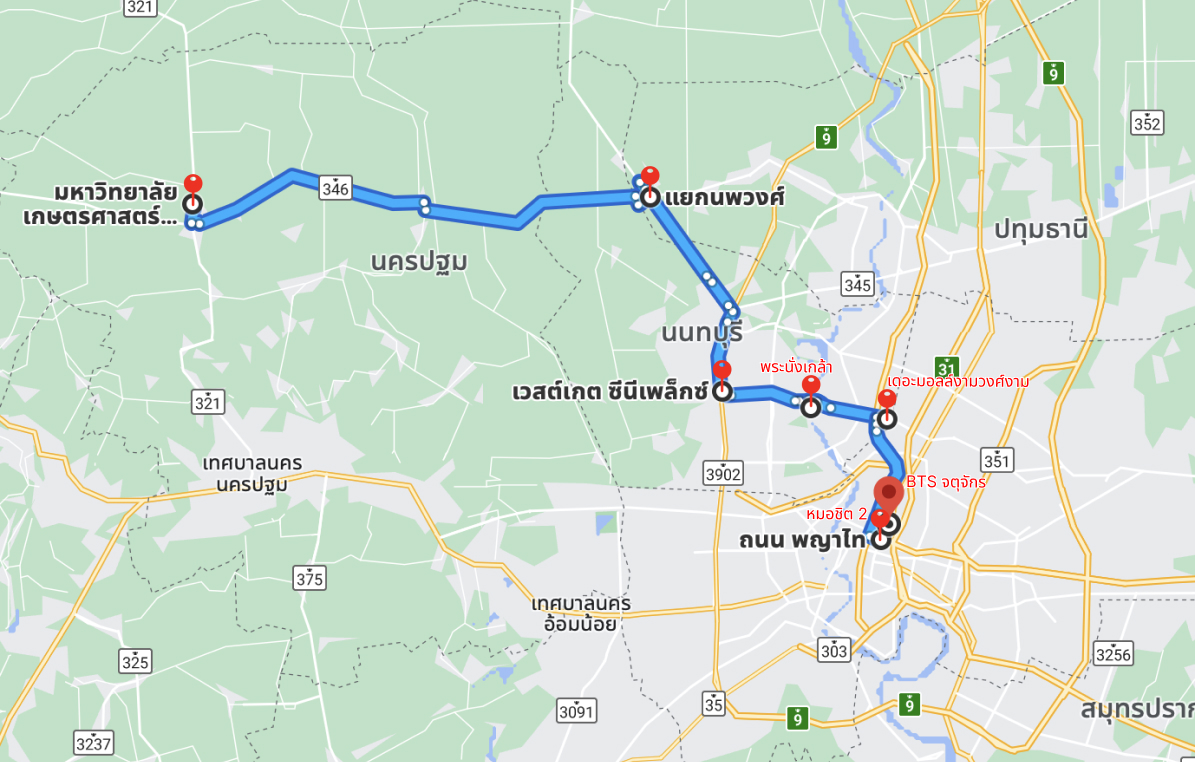 321
9
352
มหาวิทยาลัย
เกษตรศาสตร์...
346
แยกนพวงศ์
9
ปทุมธานี
นครปฐม
345
นนทบุรี
พระนั่งเกล้า
31
เดอะมอลล์งามวงศ์งาม
เวสต์เกต ซีนีเพล็กซ์
321
เทศบาลนคร
นครปฐม
3902
351
BTS จตุจักร
หมอชิต 2
ถนน พญาไท
375
เทศบาลนคร
อ้อมน้อย
303
325
3256
3091
35
9
9
สมุทรปราก
3237